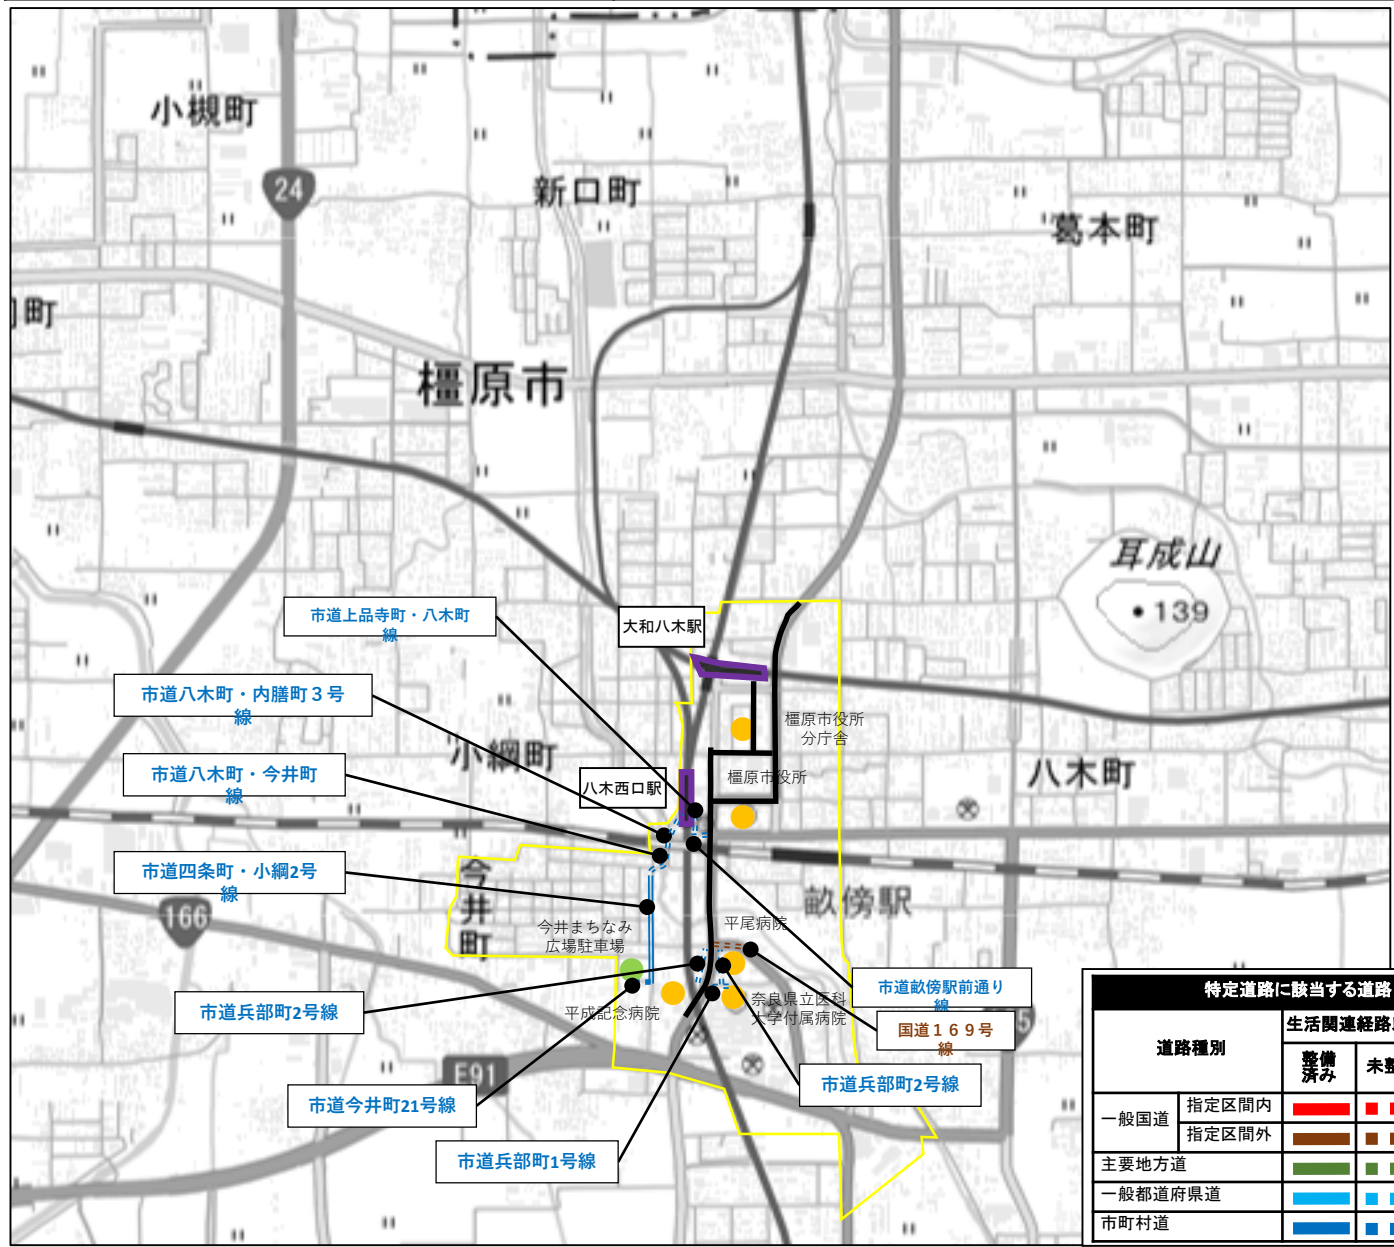 小槻町
24
新口町
葛本町
町
橿原市
耳成山
139
市道上品寺町・八木町
線
大和八木駅
市道八木町・内膳町３号
線
橿原市役所
分庁舎
小綱町
市道八木町・今井町
線
八木西口駅
橿原市役所
八木町
市道四条町・小綱2号
線
今井町
畝傍駅
166
今井まちなみ
広場駐車場
平尾病院
市道畝傍駅前通り
線
市道兵部町2号線
平成記念病院
奈良県立医科
大学付属病院
国道１６９号
線
5
E91
市道兵部町2号線
市道今井町21号線
市道兵部町1号線
特定道路に該当する道路
道路種別
生活関連経路
整備
済み
未整
一般国道
指定区間内
指定区間外
主要地方道
一般都道府県道
市町村道